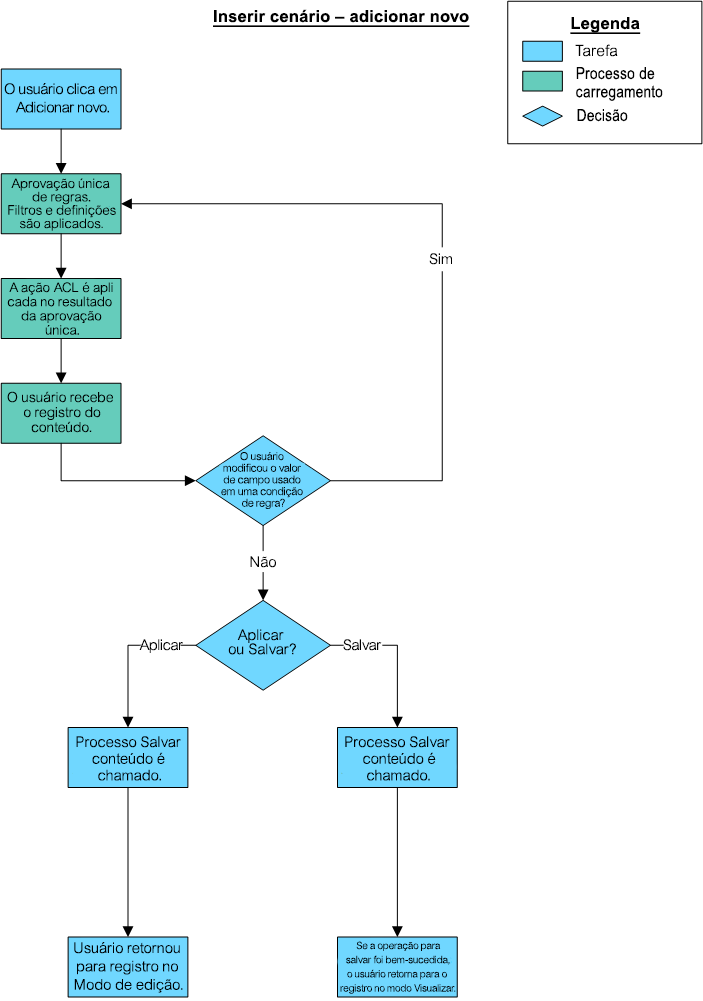 Inserir cenário – adicionar novo
Legenda
Tarefa
Processo de
carregamento
Decisão
O usuário clica em
Adicionar novo.
Aprovação única
de regras.
Filtros e definições
são aplicados.
Sim
A ação ACL é apli
cada no resultado
da aprovação
única.
O usuário recebe
o registro do
conteúdo.
O usuário
modificou o valor
de campo usado
em uma condição
de regra?
Não
Aplicar
ou Salvar?
Aplicar
Salvar
Processo Salvar
conteúdo é
chamado.
Processo Salvar
conteúdo é
chamado.
Usuário retornou
para registro no
Modo de edição.
Se a operação para
salvar foi bem-sucedida,
o usuário retorna para o
registro no modo Visualizar.